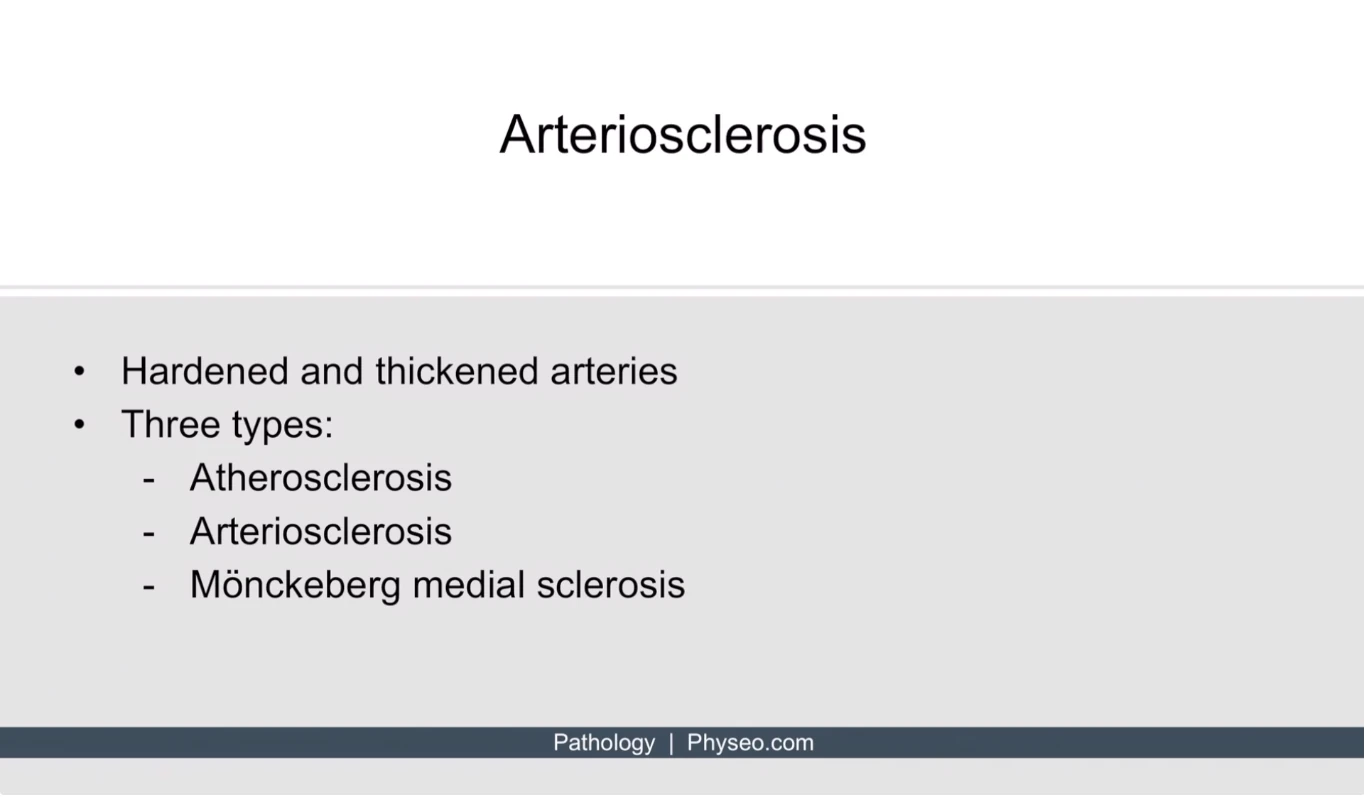 Arteriosclerosis
• Hardened and thickened arteries
• Three types:
- Atherosclerosis
- Arteriosclerosis
- Mönckeberg medial sclerosis
Pathology | Physeo.com